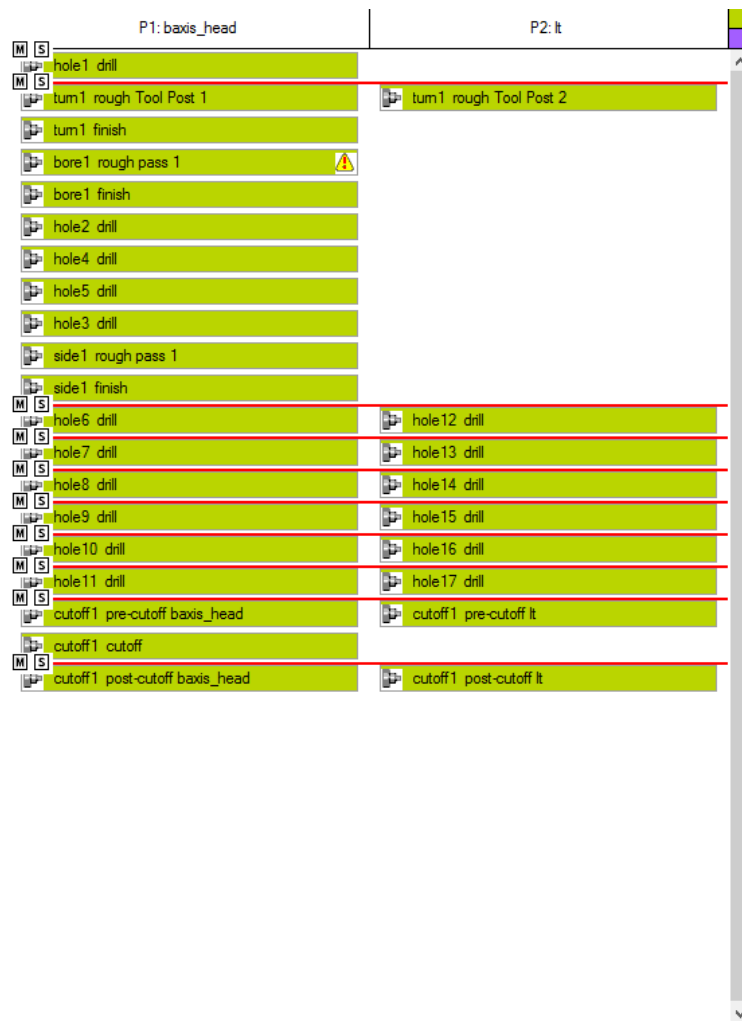 P1: baxis_head P2: lt
M S
hole1 drill
M S
turn1 rough Tool Post 1 turn1 rough Tool Post 2
turn1 finish
bore1 rough pass 1
bore1 finish
hole2 drill
hole4 drill
hole5 drill
hole3 drill
side1 rough pass 1
side1 finish
M S
hole6 drill hole12 drill
M S
hole7 drill hole13 drill
M S
hole8 drill hole14 drill
M S
hole9 drill hole15 drill
M S
hole10 drill hole16 drill
M S
hole11 drill hole17 drill
M S
cutoff1 pre-cutoff baxis_head cutoff1 pre-cutoff lt
cutoff1 cutoff
M S
cutoff1 post-cutoff baxis_head cutoff1 post-cutoff lt